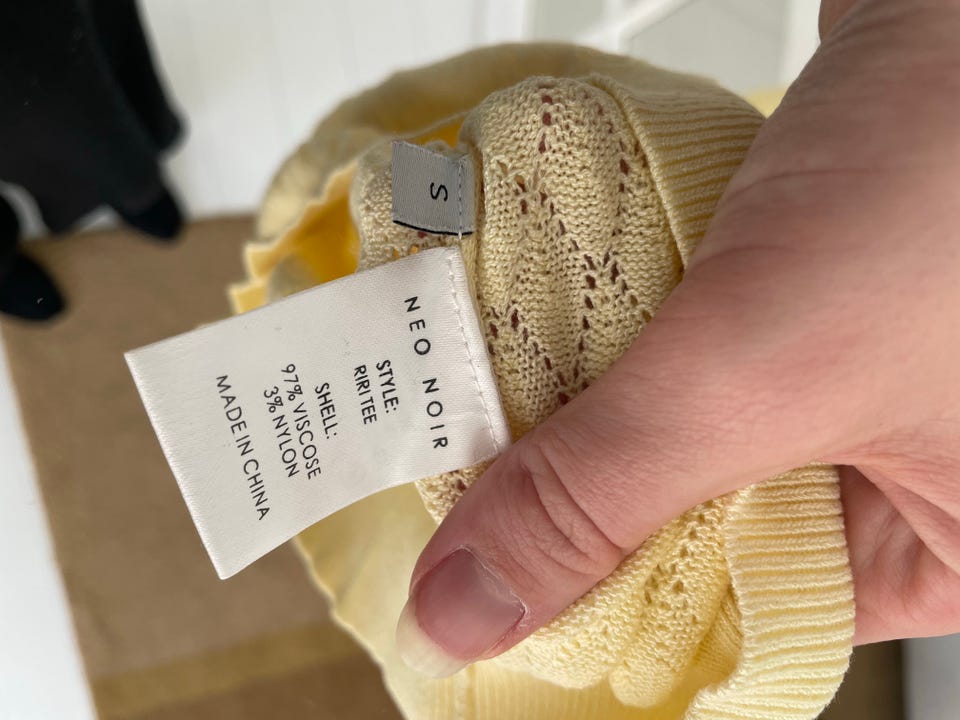 S
NEO NOIR
STYLE:
RIRI TEE
SHELL:
97% VISCOSE
3% NYLON
MADE IN CHINA